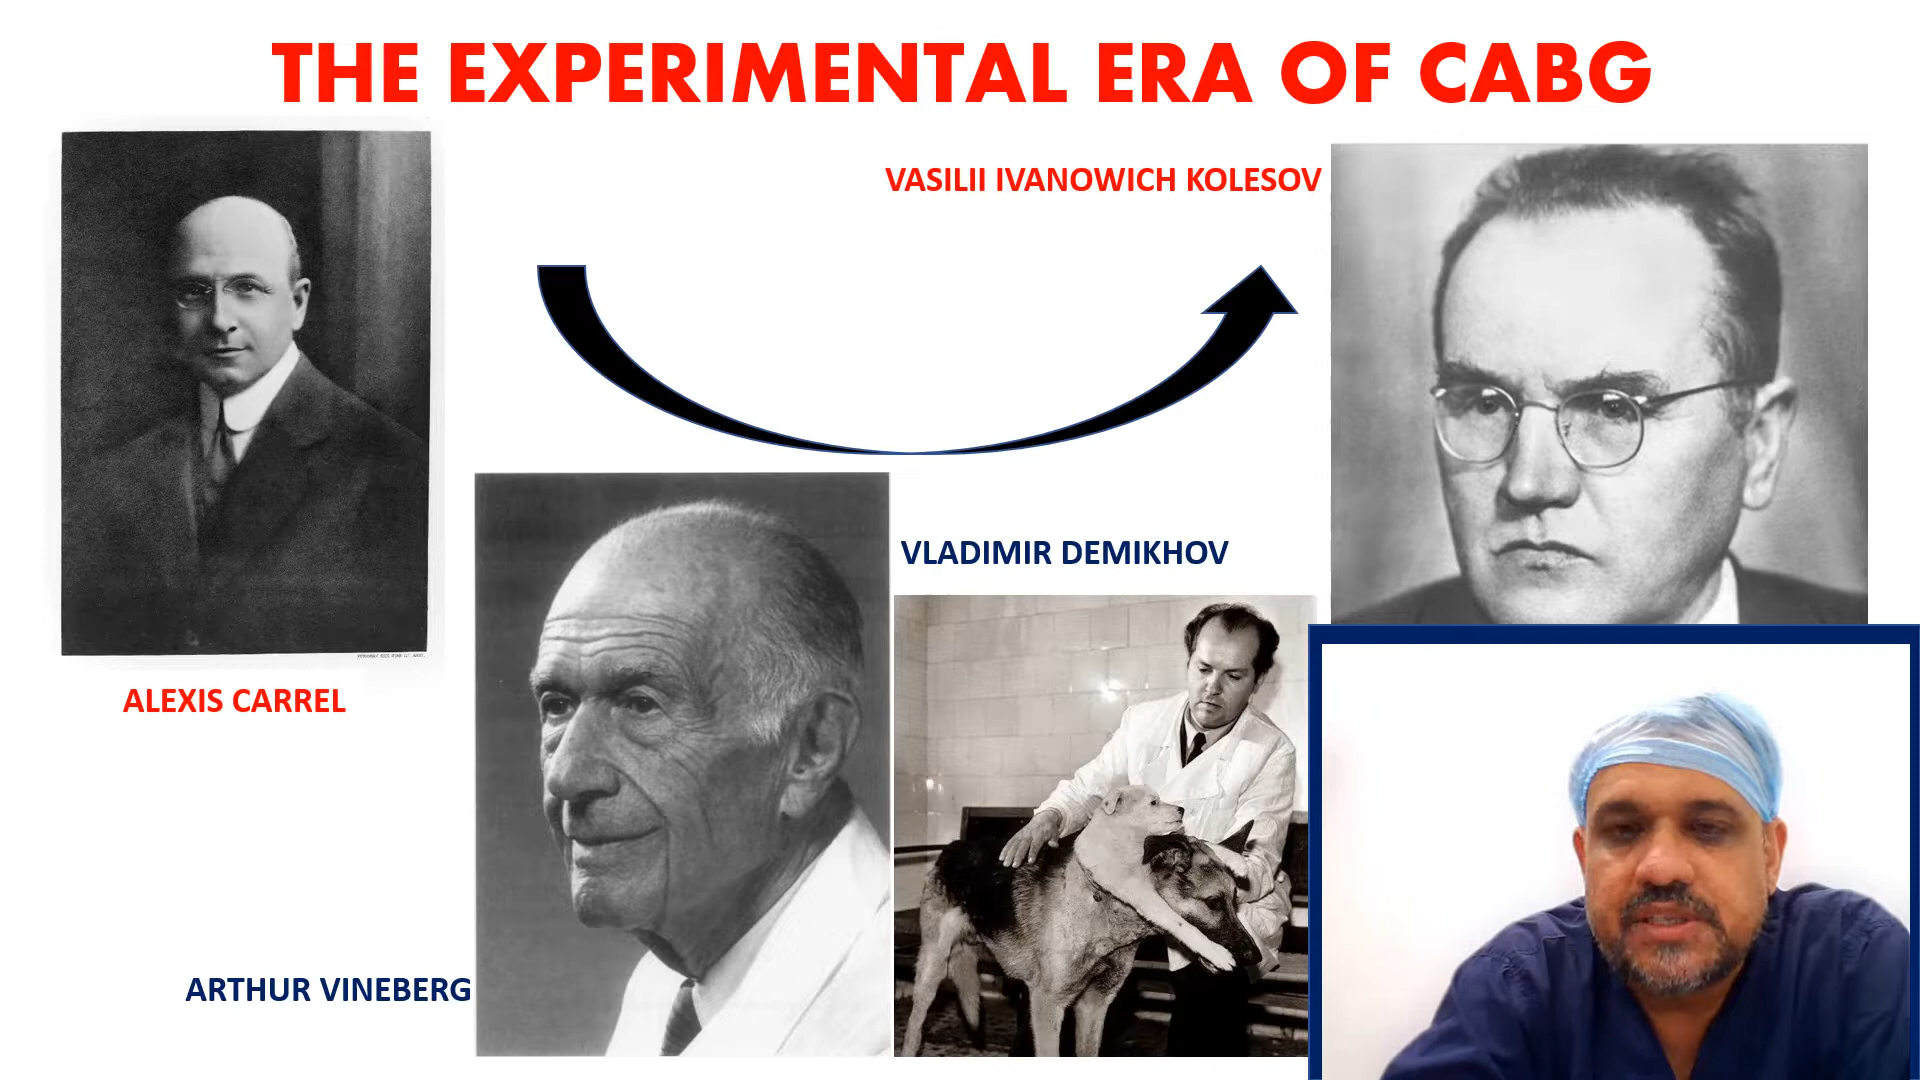 THE EXPERIMENTAL ERA OF CABG
VASILII IVANOWICH KOLESOV
VLADIMIR DEMIKHOV
ALEXIS CARREL
ARTHUR VINEBERG